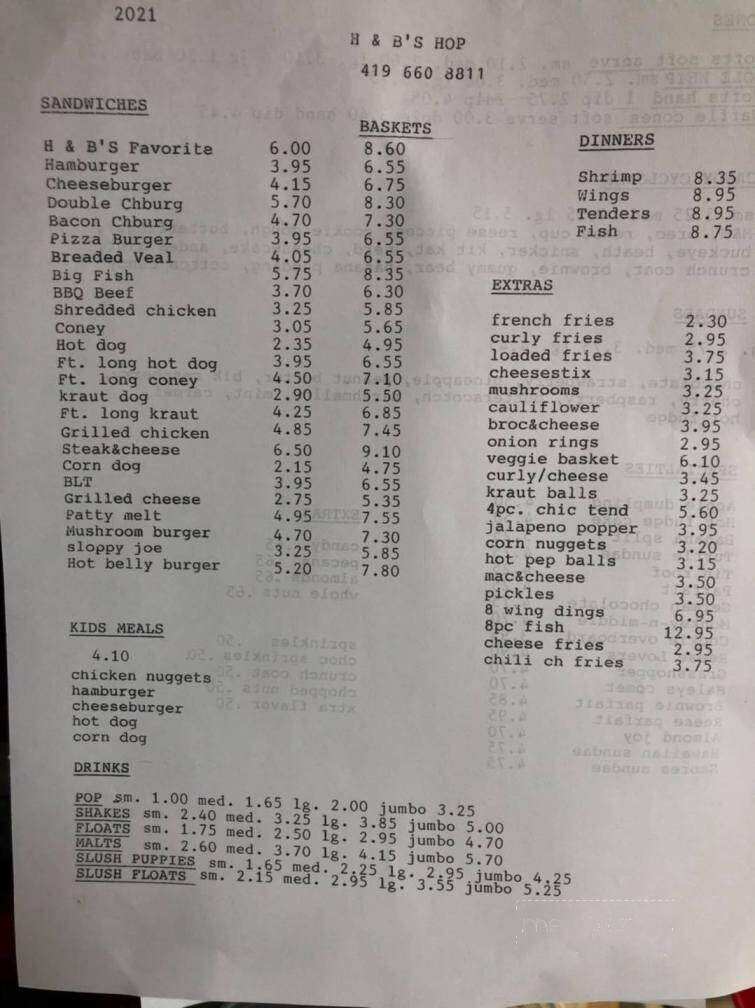 2021
H & B'S HOP
419 660 8811
SANDWICHES
BASKETS
H & B'S Favorite 6.00 8.60
Hamburger 3.95 6.55
Cheeseburger 4.15 6.75
Double Chburg 5.70 8.30
Bacon Chburg 4.70 7.30
Pizza Burger 3.95 6.55
Breaded Veal 4.05 6.55
Big Fish 5.75 8.35
BBQ Beef 3.70 6.30
Shredded chicken 3.25 5.85
Coney 3.05 5.65
Hot dog 2.35 4.95
Ft. long hot dog 3.95 6.55
Ft. long coney 4.50 7.10
kraut dog 2.90 5.50
Ft. long kraut 4.25 6.85
Grilled chicken 4.85 7.45
Steak&cheese 6.50 9.10
Corn dog 2.15 4.75
BLT 3.95 6.55
Grilled cheese 2.75 5.35
Patty melt 4.95 7.55
Mushroom burger 4.70 7.30
sloppy joe 3.25 5.85
Hot belly burger 5.20 7.80
DINNERS
Shrimp 8.35
Wings 8.95
Tenders 8.95
Fish 8.75
EXTRAS
french fries 2.30
curly fries 2.95
loaded fries 3.75
cheesestix 3.15
mushrooms 3.25
cauliflower 3.25
broc&cheese 3.95
onion rings 2.95
veggie basket 6.10
curly/cheese 3.45
kraut balls 3.25
4pc. chic tend 5.60
jalapeno popper 3.95
corn nuggets 3.20
hot pep balls 3.15
mac&cheese 3.50
pickles 3.50
8 wing dings 6.95
8pc fish 12.95
cheese fries 2.95
chili ch fries 3.75
KIDS MEALS
4.10
chicken nuggets
hamburger
cheeseburger
hot dog
corn dog
DRINKS
POP sm. 1.00 med. 1.65 lg. 2.00 jumbo 3.25
SHAKES sm. 2.40 med. 3.25 lg. 3.85 jumbo 5.00
FLOATS sm. 1.75 med. 2.50 lg. 2.95 jumbo 4.70
MALTS sm. 2.60 med. 3.70 lg. 4.15 jumbo 5.70
SLUSH PUPPIES sm. 1.65 med. 2.25 lg. 2.95 jumbo 4.25
SLUSH FLOATS sm. 2.15 med. 2.95 lg. 3.55 jumbo 5.25